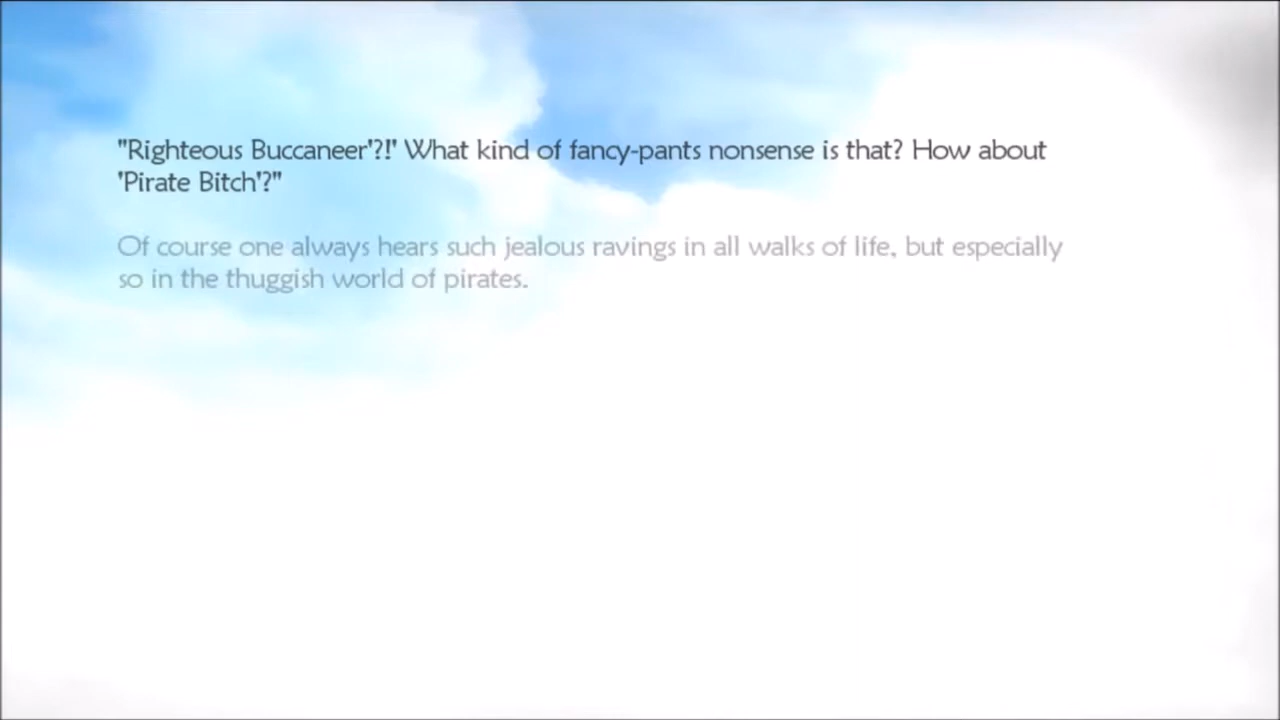 "Righteous Buccaneer'?!' What kind of fancy-pants nonsense is that? How about
'Pirate Bitch'?"
Of course one always hears such jealous ravings in all walks of life, but especially
so in the thuggish world of pirates.